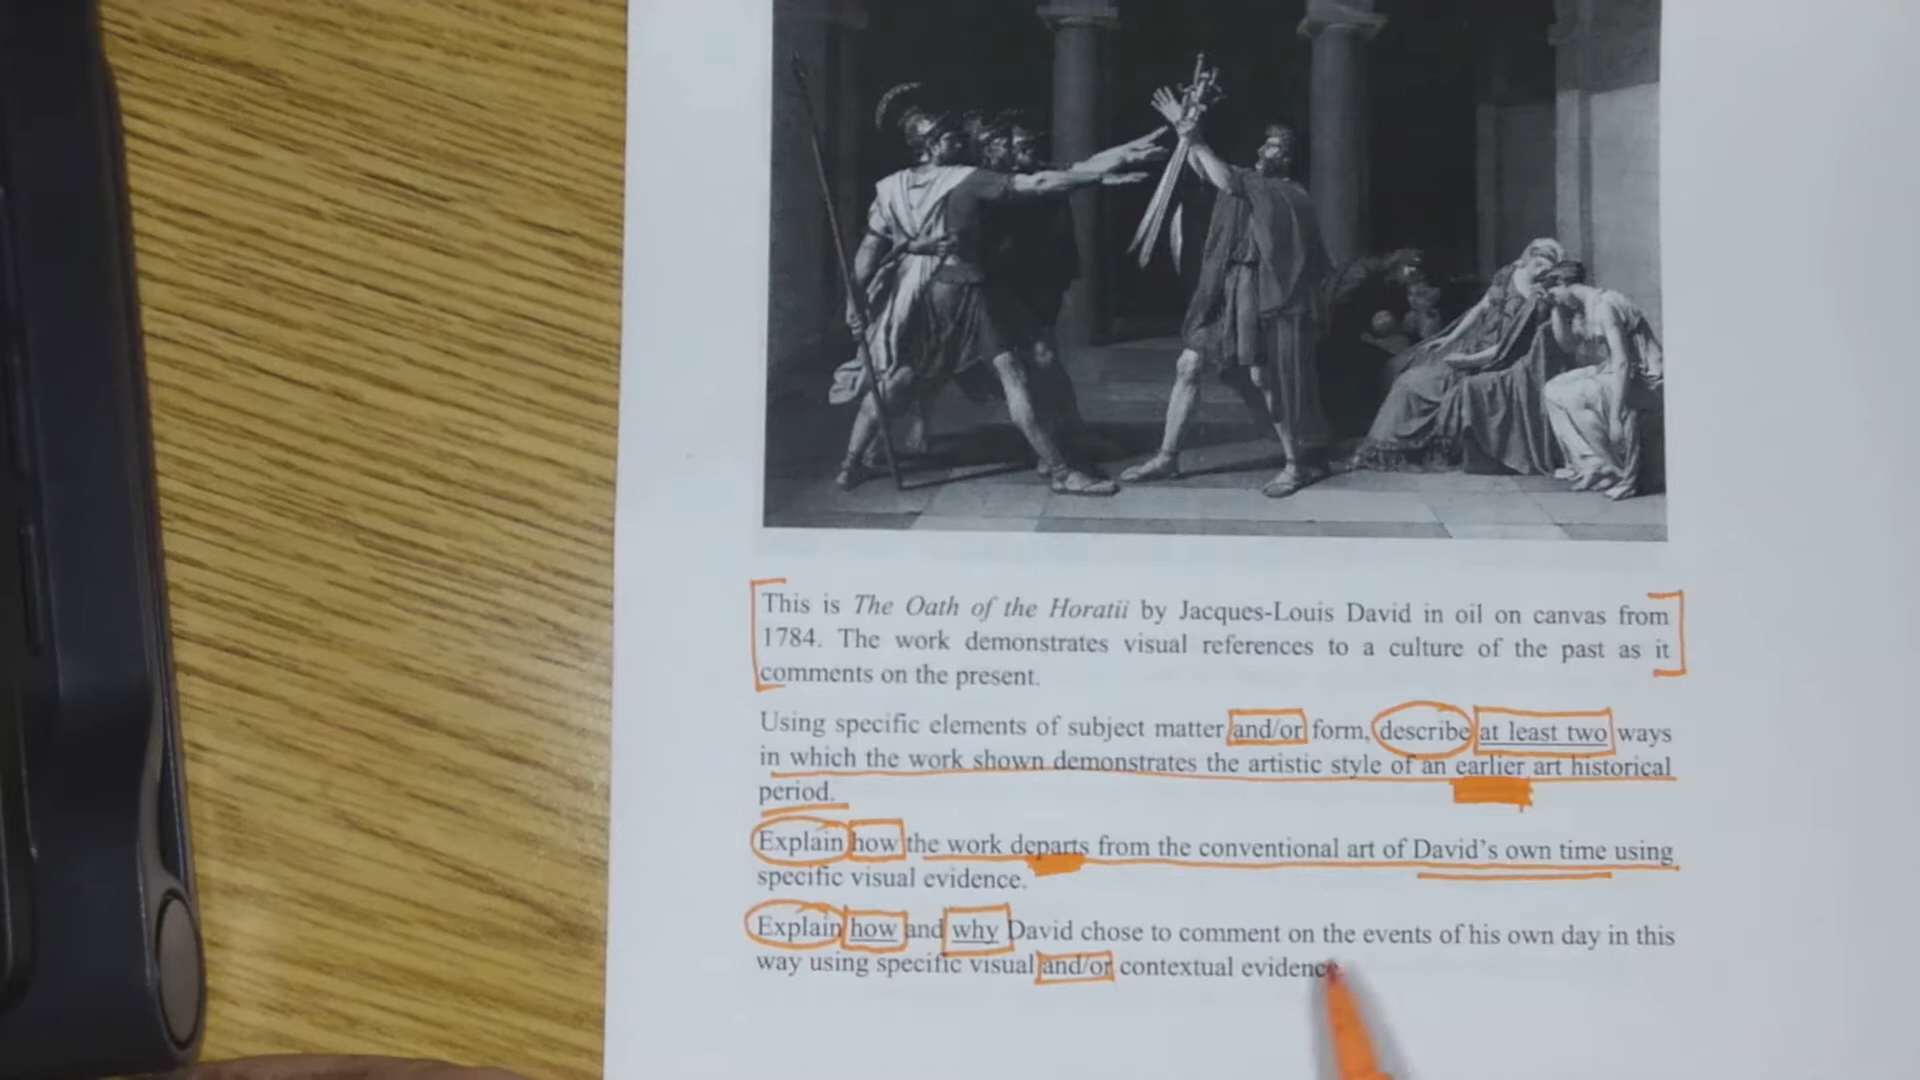 This is The Oath of the Horatii by Jacques-Louis David in oil on canvas from
1784. The work demonstrates visual references to a culture of the past as it
comments on the present.
Using specific elements of subject matter and/or form, describe at least two ways
in which the work shown demonstrates the artistic style of an earlier art historical
period.
Explain how the work departs from the conventional art of David's own time using
specific visual evidence.
Explain how and why David chose to comment on the events of his own day in this
way using specific visual and/or contextual evidence